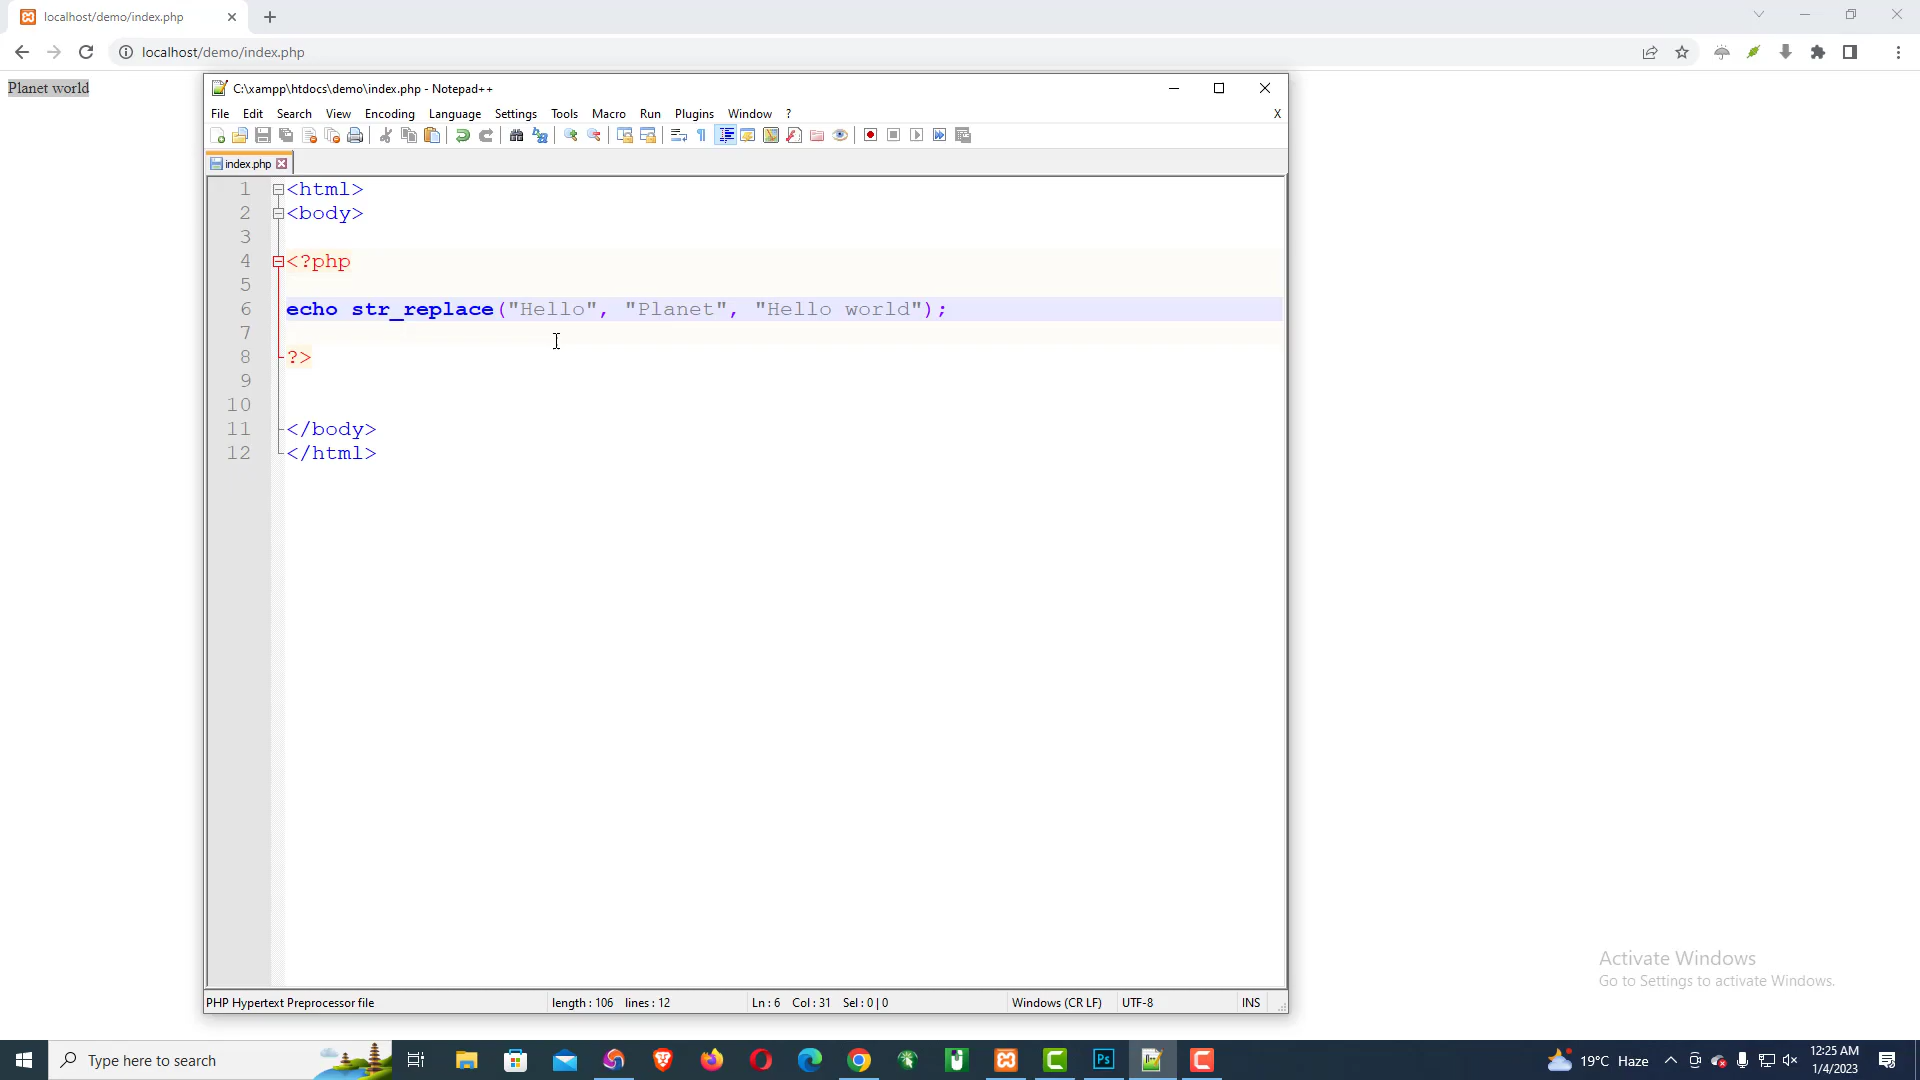 localhost/demo/index.php
localhost/demo/index.php
Planet world
C:\xampp\htdocs\demo\index.php - Notepad++
File Edit Search View Encoding Language Settings Tools Macro Run Plugins Window ? X
index.php
1 <html>
2 <body>
3
4 <?php
5
6 echo str_replace("Hello", "Planet", "Hello world");
7
8 ?>
9
10
11 </body>
12 </html>
Activate Windows
Go to Settings to activate Windows.
PHP Hypertext Preprocessor file length : 106 lines : 12 Ln : 6 Col : 31 Sel : 0 | 0 Windows (CR LF) UTF-8 INS
Type here to search Ps 19°C Haze 12:25 AM
1/4/2023